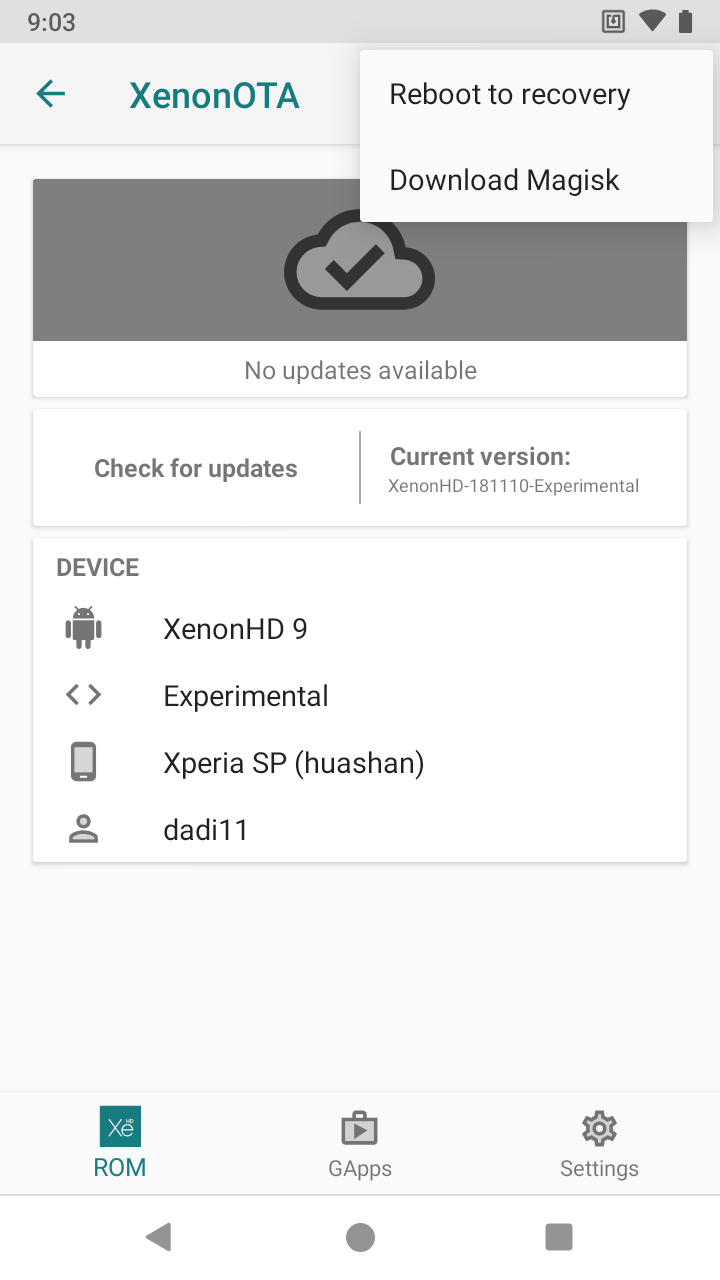 9:03
XenonOTA
Reboot to recovery
Download Magisk
No updates available
Check for updates
Current version:
XenonHD-181110-Experimental
DEVICE
XenonHD 9
Experimental
Xperia SP (huashan)
dadi11
Xe HD
ROM
GApps
Settings